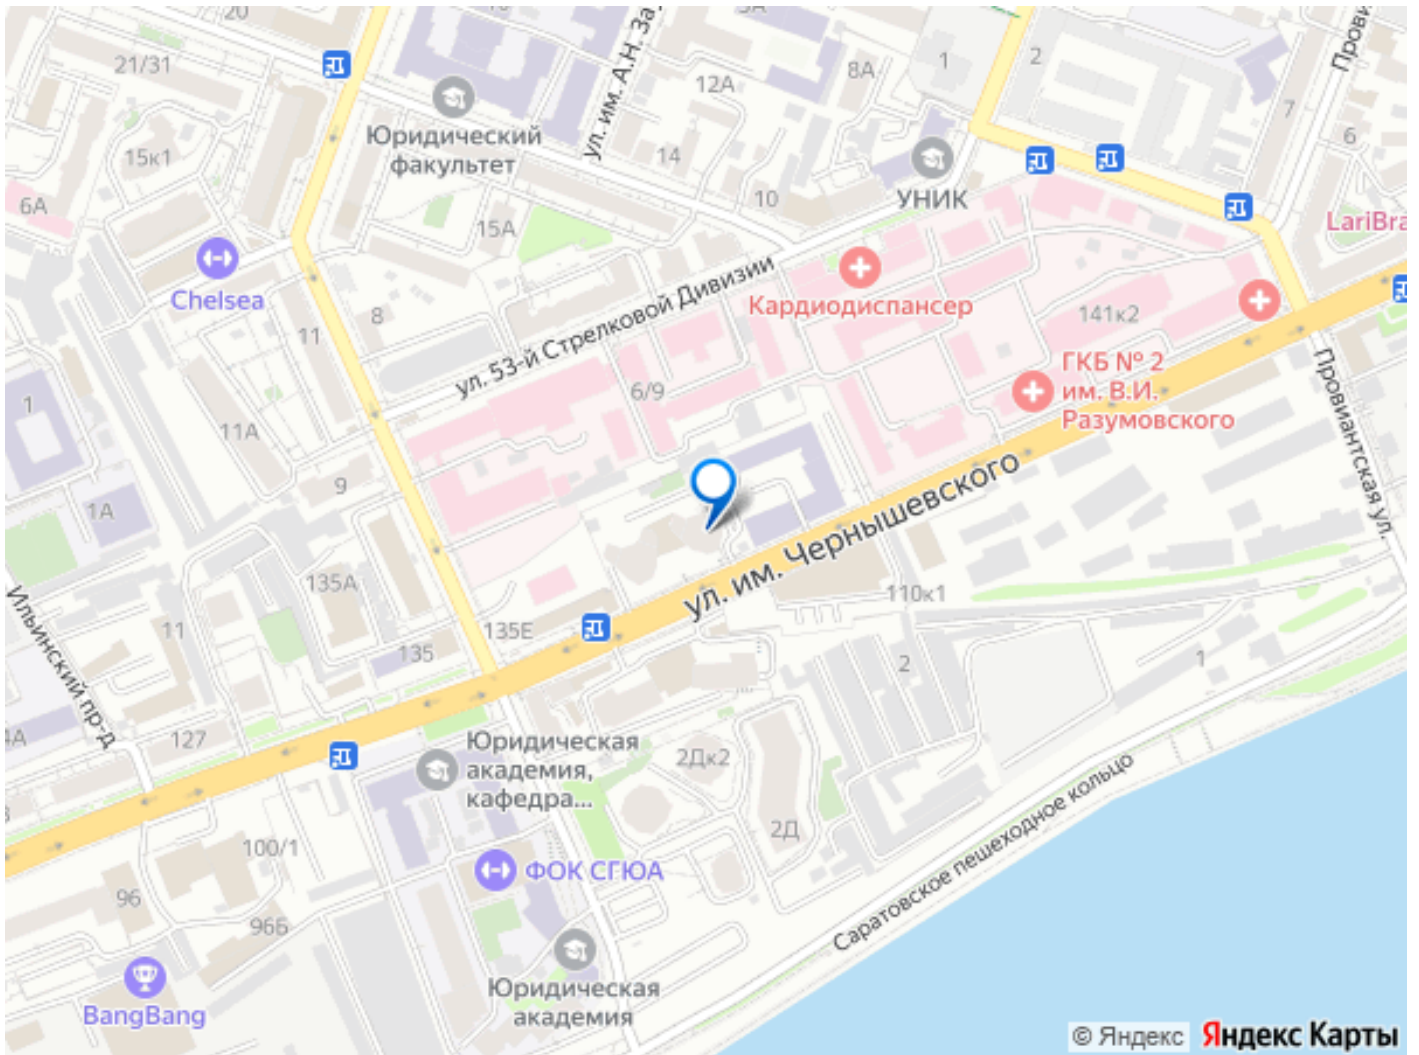 20
21/31
12А
8А
1
2
Юридический
факультет
ул. им. А.Н. За
14
10
УНИК
7
6
15к1
6А
15А
LariBra
Chelsea
8
11
ул. 53-й Стрелковой Дивизии
Кардиодиспансер
141к2
ГКБ № 2
им. В.И.
Разумовского
6/9
1
11А
9
1А
Провиантская ул.
ул. им. Чернышевского
135А
Ильинский пр-д
11
135Е
135
110к1
2
1
127
Юридическая
академия,
кафедра...
2Дк2
2Д
100/1
ФОК СГЮА
96
96Б
Саратовское пешеходное кольцо
BangBang
Юридическая
академия
© Яндекс
Яндекс Карты